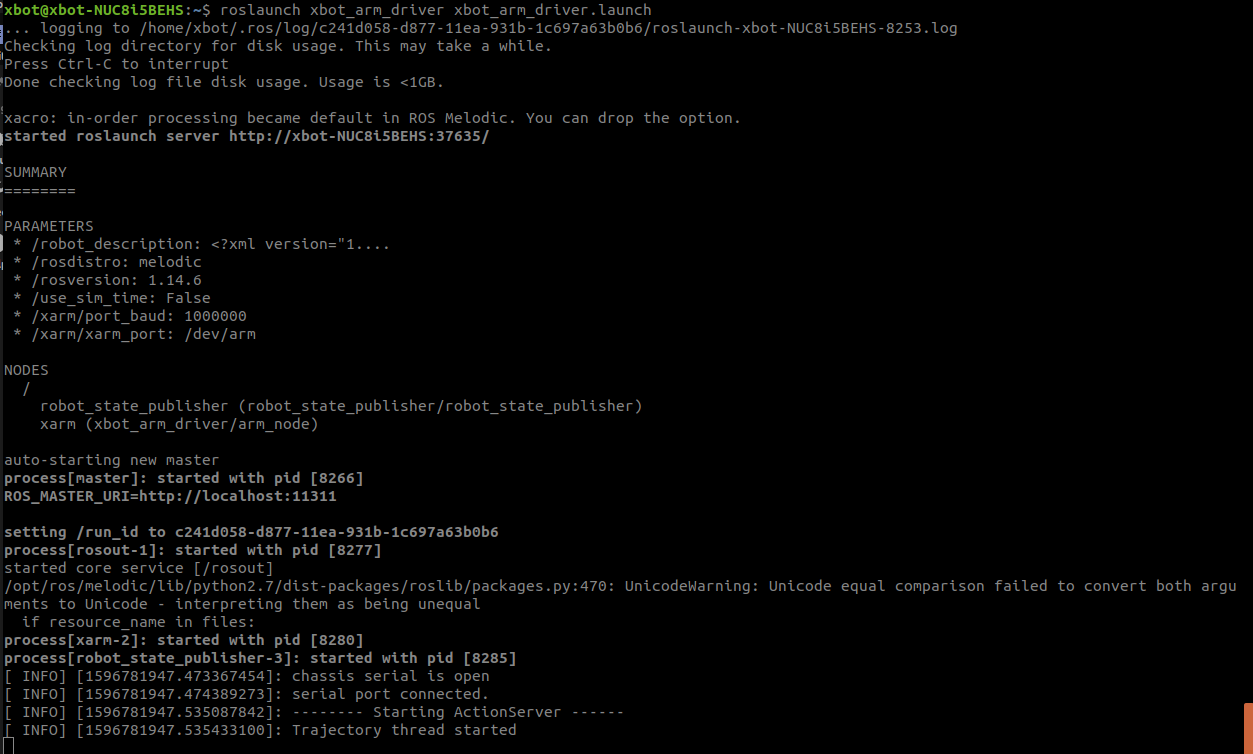 xbot@xbot-NUC8i5BEHS:~$ roslaunch xbot_arm_driver xbot_arm_driver.launch
... logging to /home/xbot/.ros/log/c241d058-d877-11ea-931b-1c697a63b0b6/roslaunch-xbot-NUC8i5BEHS-8253.log
Checking log directory for disk usage. This may take a while.
Press Ctrl-C to interrupt
Done checking log file disk usage. Usage is <1GB.
xacro: in-order processing became default in ROS Melodic. You can drop the option.
started roslaunch server http://xbot-NUC8i5BEHS:37635/
SUMMARY
========
PARAMETERS
 * /robot_description: <?xml version="1....
 * /rosdistro: melodic
 * /rosversion: 1.14.6
 * /use_sim_time: False
 * /xarm/port_baud: 1000000
 * /xarm/xarm_port: /dev/arm
NODES
  /
    robot_state_publisher (robot_state_publisher/robot_state_publisher)
    xarm (xbot_arm_driver/arm_node)
auto-starting new master
process[master]: started with pid [8266]
ROS_MASTER_URI=http://localhost:11311
setting /run_id to c241d058-d877-11ea-931b-1c697a63b0b6
process[rosout-1]: started with pid [8277]
started core service [/rosout]
/opt/ros/melodic/lib/python2.7/dist-packages/roslib/packages.py:470: UnicodeWarning: Unicode equal comparison failed to convert both argu
ments to Unicode - interpreting them as being unequal
  if resource_name in files:
process[xarm-2]: started with pid [8280]
process[robot_state_publisher-3]: started with pid [8285]
[ INFO] [1596781947.473367454]: chassis serial is open
[ INFO] [1596781947.474389273]: serial port connected.
[ INFO] [1596781947.535087842]: -------- Starting ActionServer ------
[ INFO] [1596781947.535433100]: Trajectory thread started